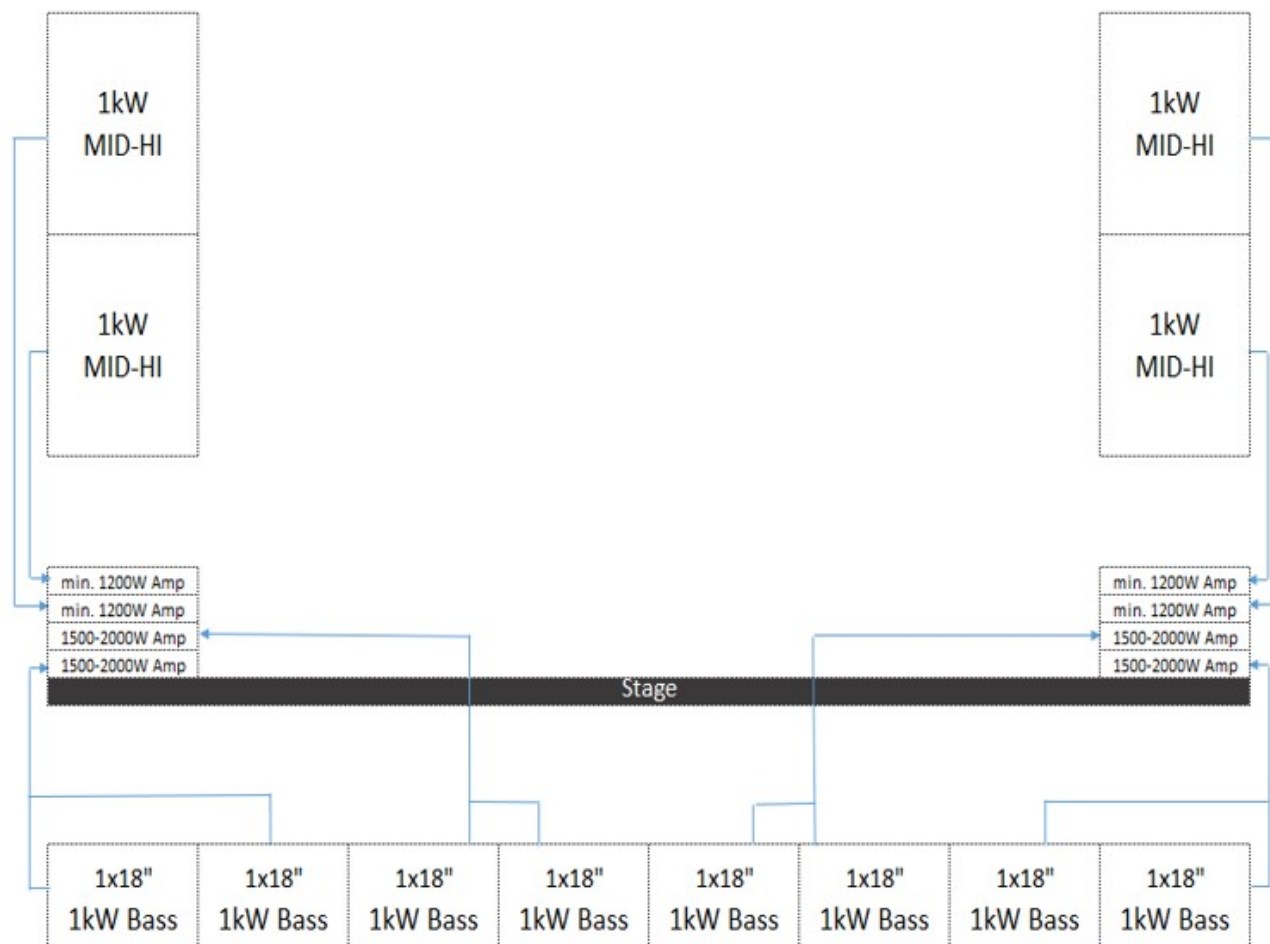 1kW
MID-HI
1kW
MID-HI
1kW
MID-HI
1kW
MID-HI
min. 1200W Amp
min. 1200W Amp
1500-2000W Amp
1500-2000W Amp
min. 1200W Amp
min. 1200W Amp
1500-2000W Amp
1500-2000W Amp
Stage
1x18"
1kW Bass
1x18"
1kW Bass
1x18"
1kW Bass
1x18"
1kW Bass
1x18"
1kW Bass
1x18"
1kW Bass
1x18"
1kW Bass
1x18"
1kW Bass